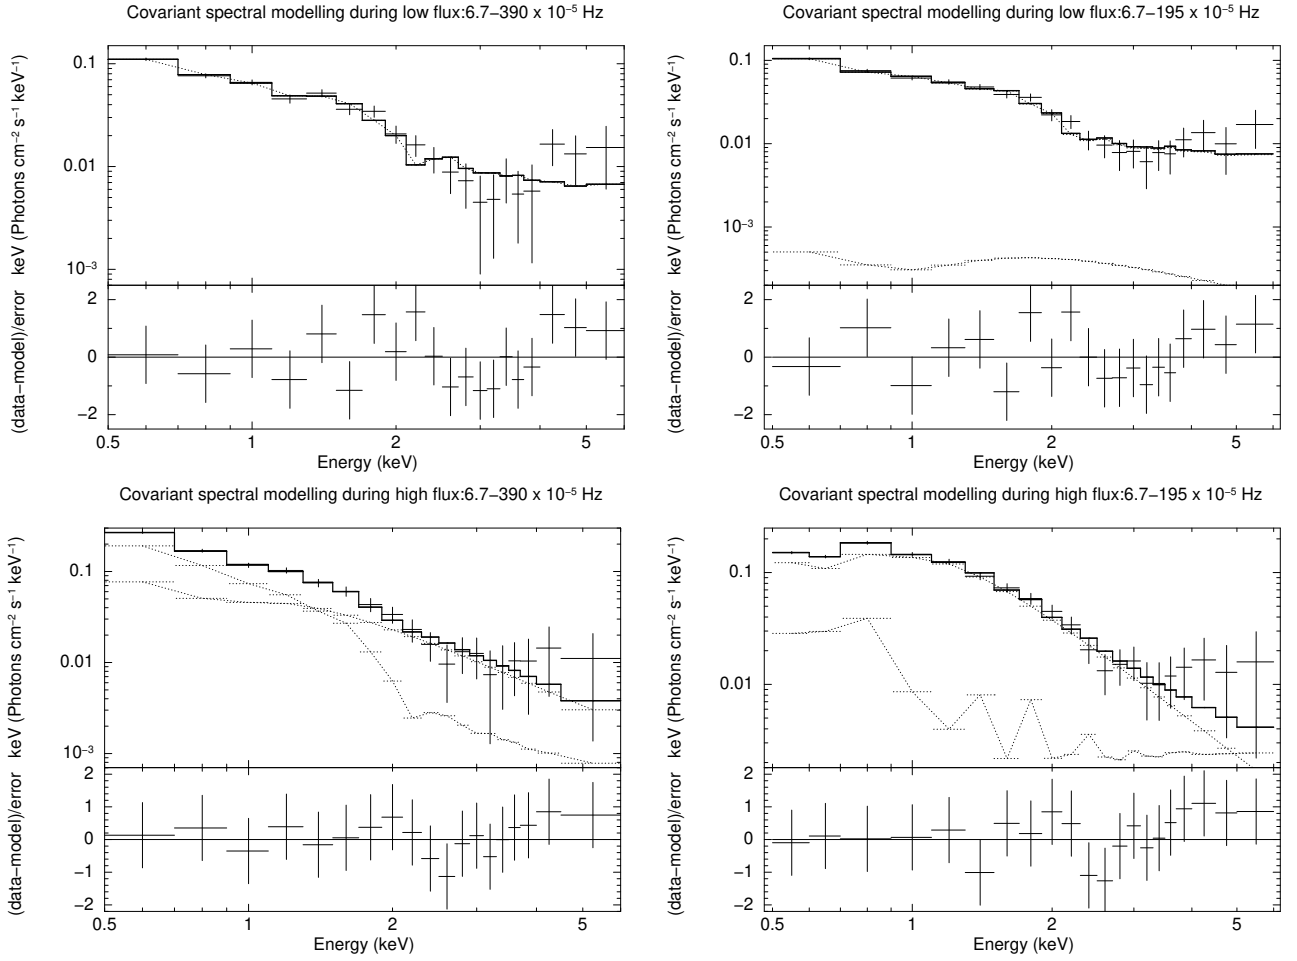 Covariant spectral modelling during low flux:6.7−390 x 10⁻⁵ Hz
keV (Photons cm⁻² s⁻¹ keV⁻¹)
0.1
0.01
10⁻³
(data−model)/error
2
0
−2
0.5 1 2 5
Energy (keV)
Covariant spectral modelling during low flux:6.7−195 x 10⁻⁵ Hz
keV (Photons cm⁻² s⁻¹ keV⁻¹)
0.1
0.01
10⁻³
(data−model)/error
2
0
−2
0.5 1 2 5
Energy (keV)
Covariant spectral modelling during high flux:6.7−390 x 10⁻⁵ Hz
keV (Photons cm⁻² s⁻¹ keV⁻¹)
0.1
0.01
10⁻³
(data−model)/error
2
1
0
−1
−2
0.5 1 2 5
Energy (keV)
Covariant spectral modelling during high flux:6.7−195 x 10⁻⁵ Hz
keV (Photons cm⁻² s⁻¹ keV⁻¹)
0.1
0.01
(data−model)/error
2
1
0
−1
−2
0.5 1 2 5
Energy (keV)